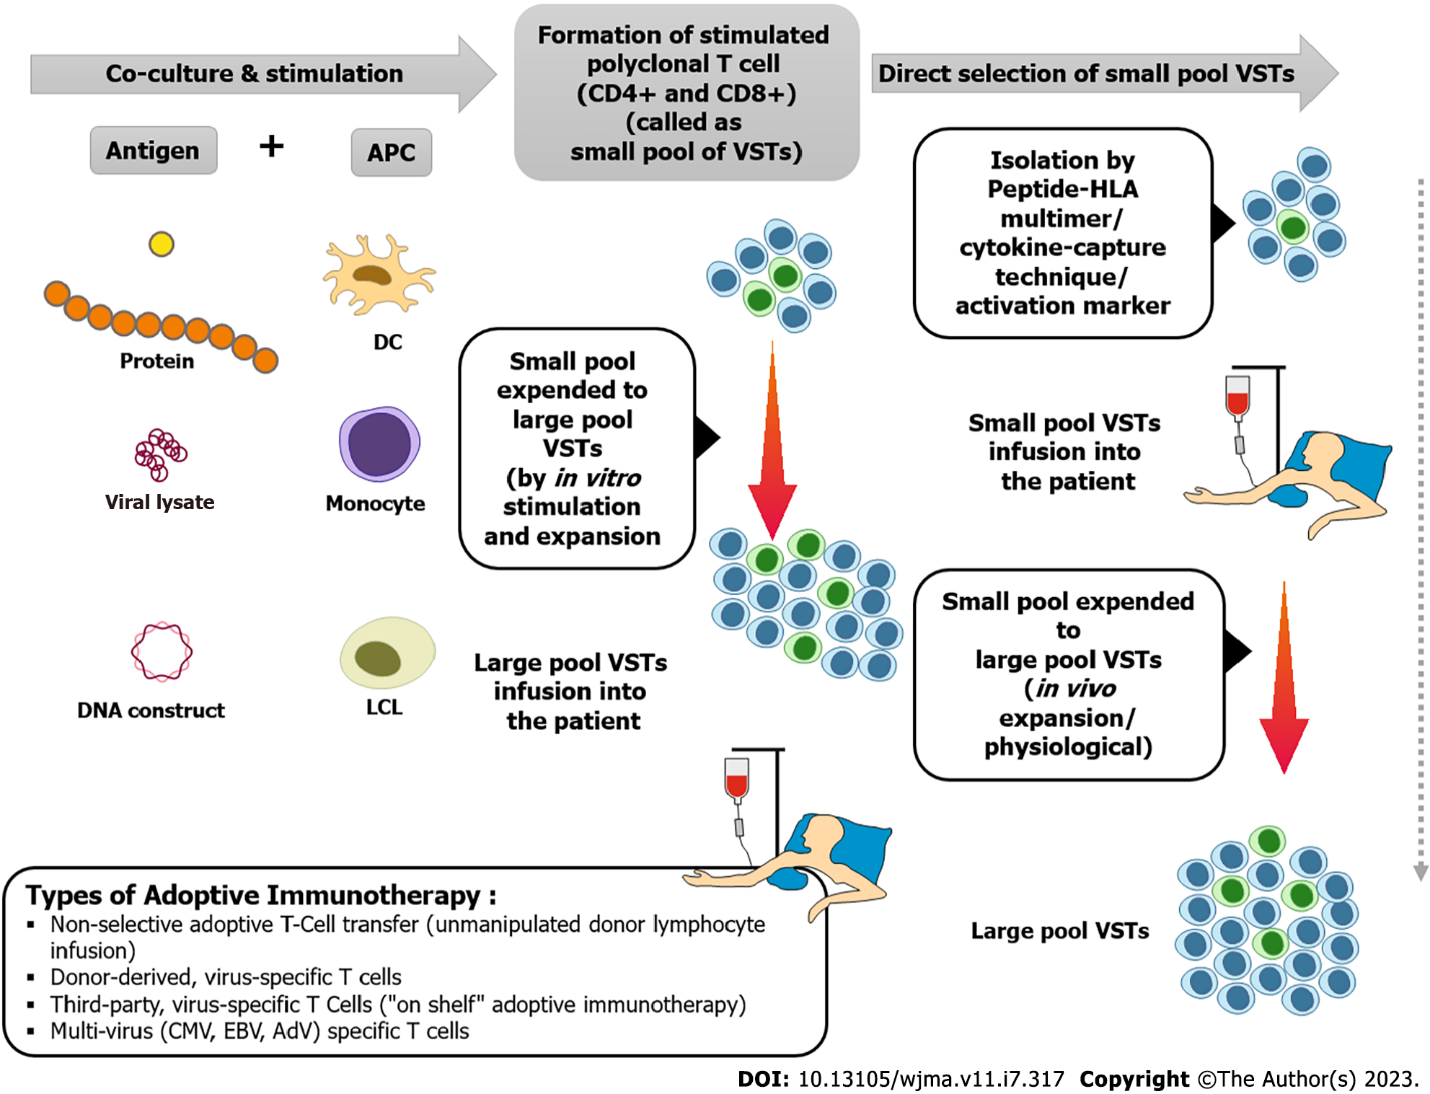 Co-culture & stimulation
Formation of stimulated
polyclonal T cell
(CD4+ and CD8+)
(called as
small pool of VSTs)
Direct selection of small pool VSTs
Antigen
+
APC
Protein
DC
Viral lysate
Monocyte
DNA construct
LCL
Small pool
expended to
large pool
VSTs
(by in vitro
stimulation
and expansion
Large pool VSTs
infusion into
the patient
Isolation by
Peptide-HLA
multimer/
cytokine-capture
technique/
activation marker
Small pool VSTs
infusion into
the patient
Small pool expended
to
large pool VSTs
(in vivo
expansion/
physiological)
Large pool VSTs
Types of Adoptive Immunotherapy :
▪ Non-selective adoptive T-Cell transfer (unmanipulated donor lymphocyte
infusion)
▪ Donor-derived, virus-specific T cells
▪ Third-party, virus-specific T Cells ("on shelf" adoptive immunotherapy)
▪ Multi-virus (CMV, EBV, AdV) specific T cells
DOI: 10.13105/wjma.v11.i7.317 Copyright ©The Author(s) 2023.